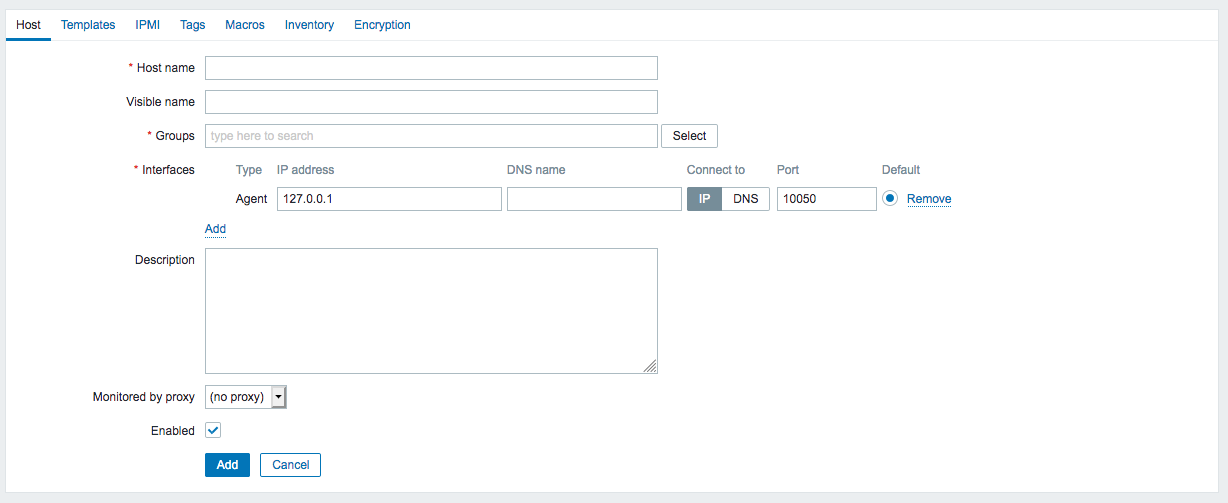 Host Templates IPMI Tags Macros Inventory Encryption
* Host name
Visible name
* Groups type here to search Select
* Interfaces Type IP address DNS name Connect to Port Default
Agent 127.0.0.1 IP DNS 10050 Remove
Add
Description
Monitored by proxy (no proxy)
Enabled
Add Cancel